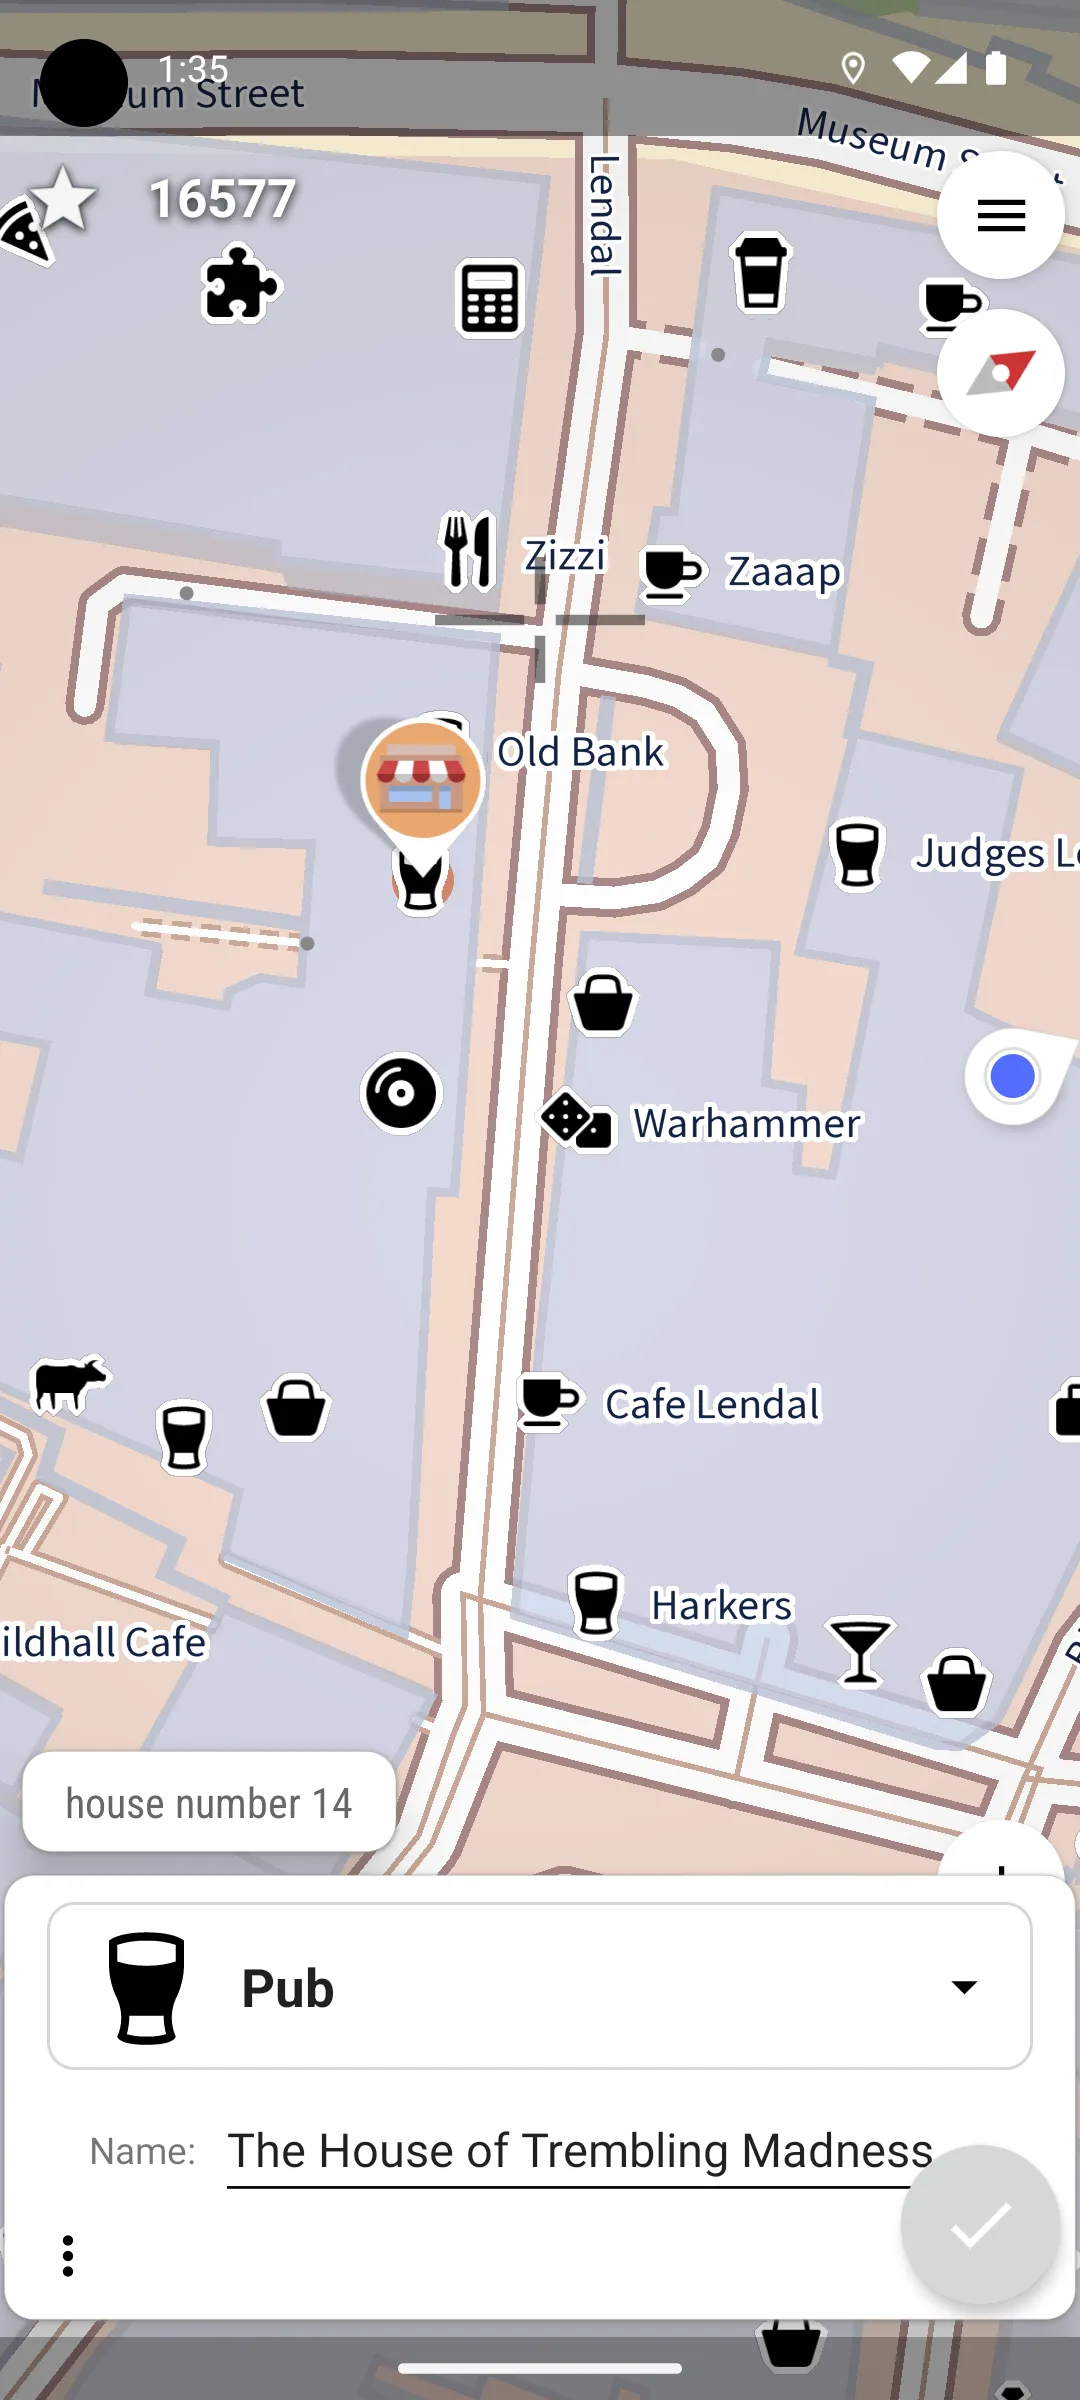 1:35
Street
Museum
16577
Lendal
Zizzi
Zaaap
Old Bank
Judges
Warhammer
Cafe Lendal
Harkers
ildhall Cafe
house number 14
Pub
Name: The House of Trembling Madness